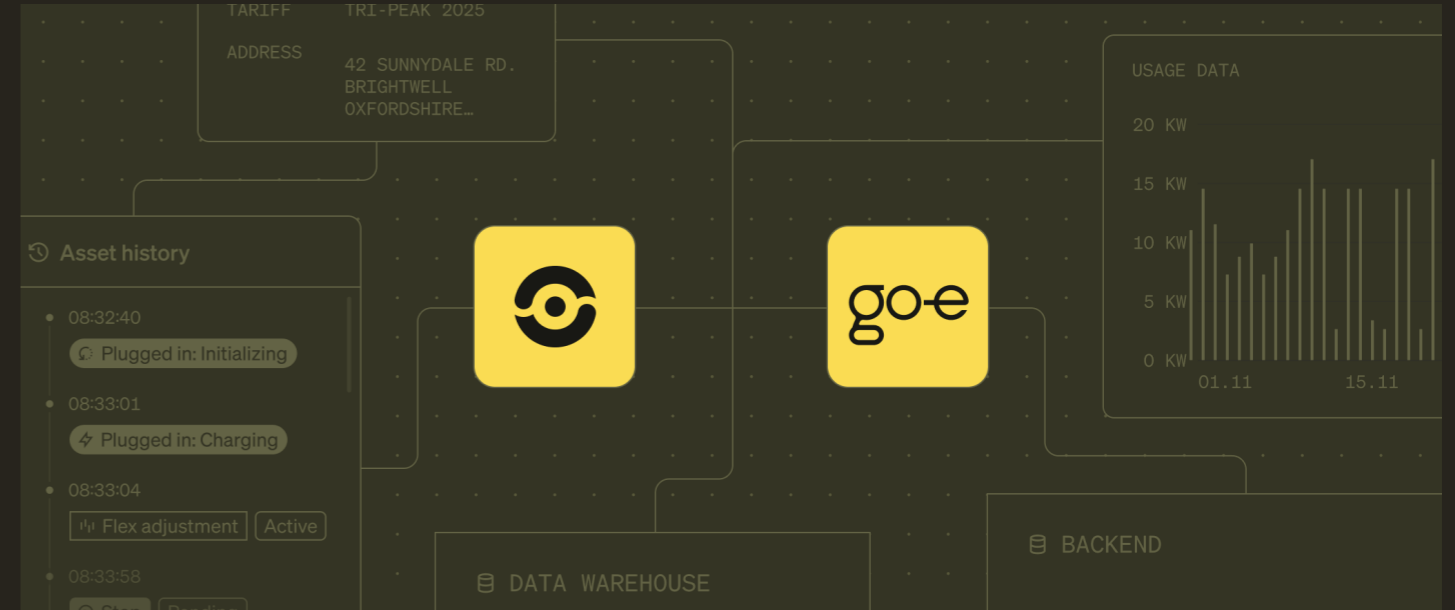 TARIFF TRI-PEAK 2025
ADDRESS
42 SUNNYDALE RD.
BRIGHTWELL
OXFORDSHIRE…
Asset history
08:32:40
Plugged in: Initializing
08:33:01
Plugged in: Charging
08:33:04
Flex adjustment Active
08:33:58
Stop Pending
go-e
USAGE DATA
20 KW
15 KW
10 KW
5 KW
0 KW
01.11 15.11
DATA WAREHOUSE
BACKEND